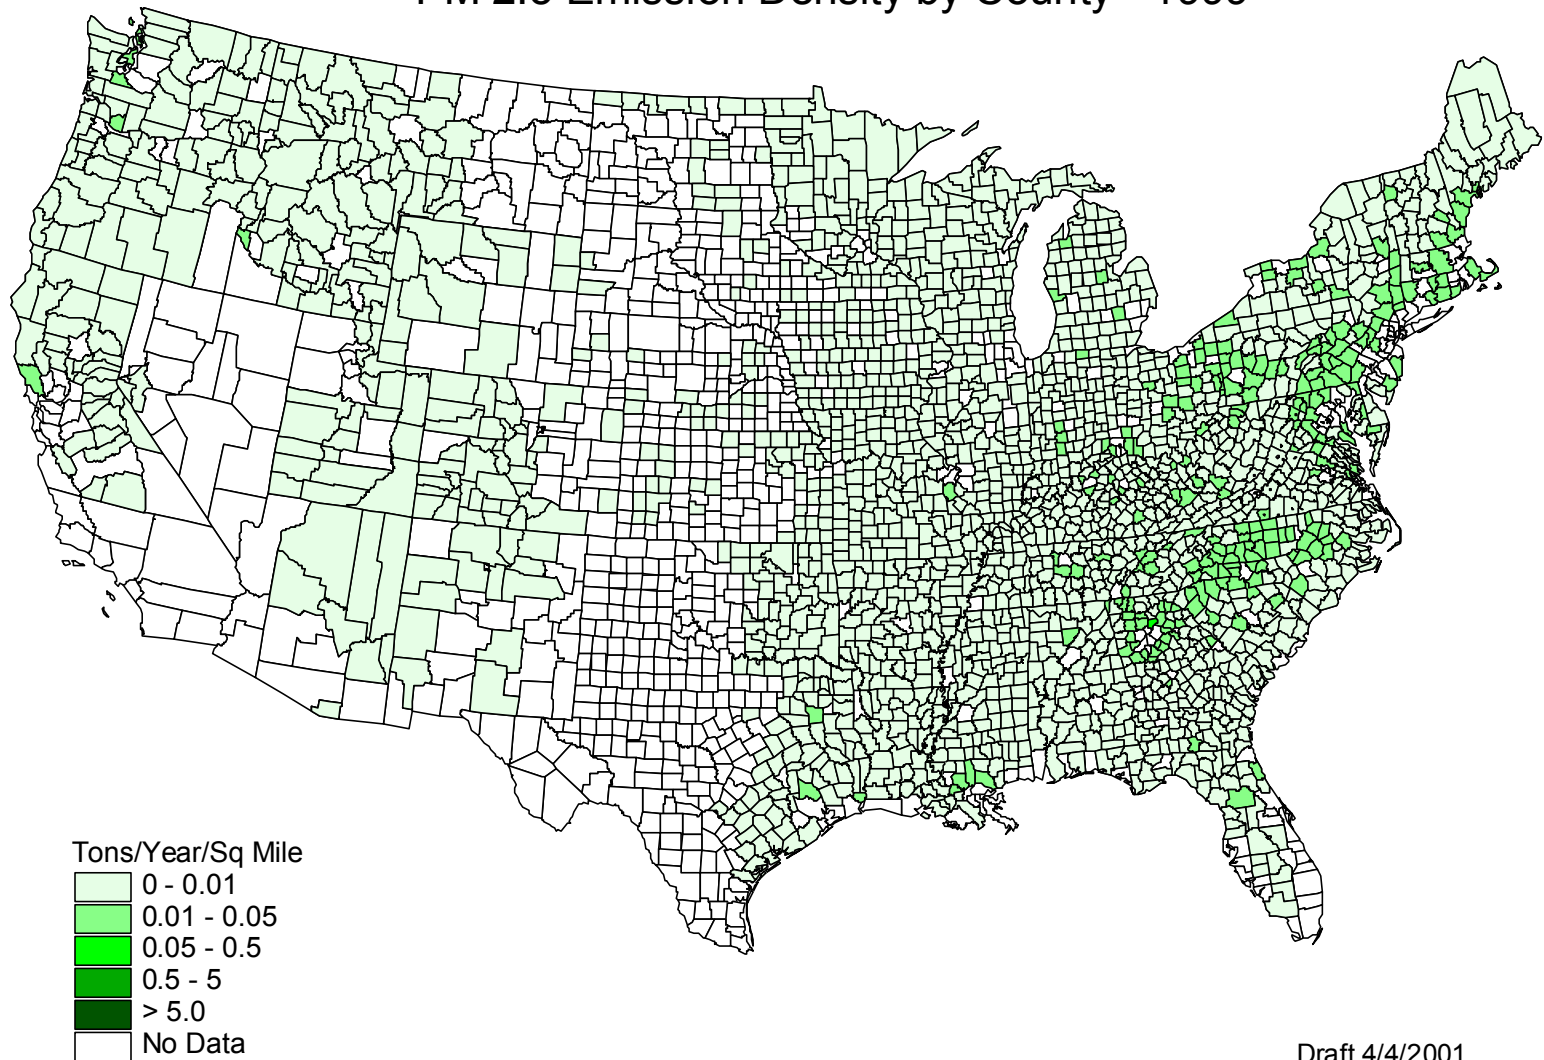 Emission Density by County
Tons/Year/Sq Mile
0 - 0.01
0.01 - 0.05
0.05 - 0.5
0.5 - 5
> 5.0
No Data
Draft 4/4/2001